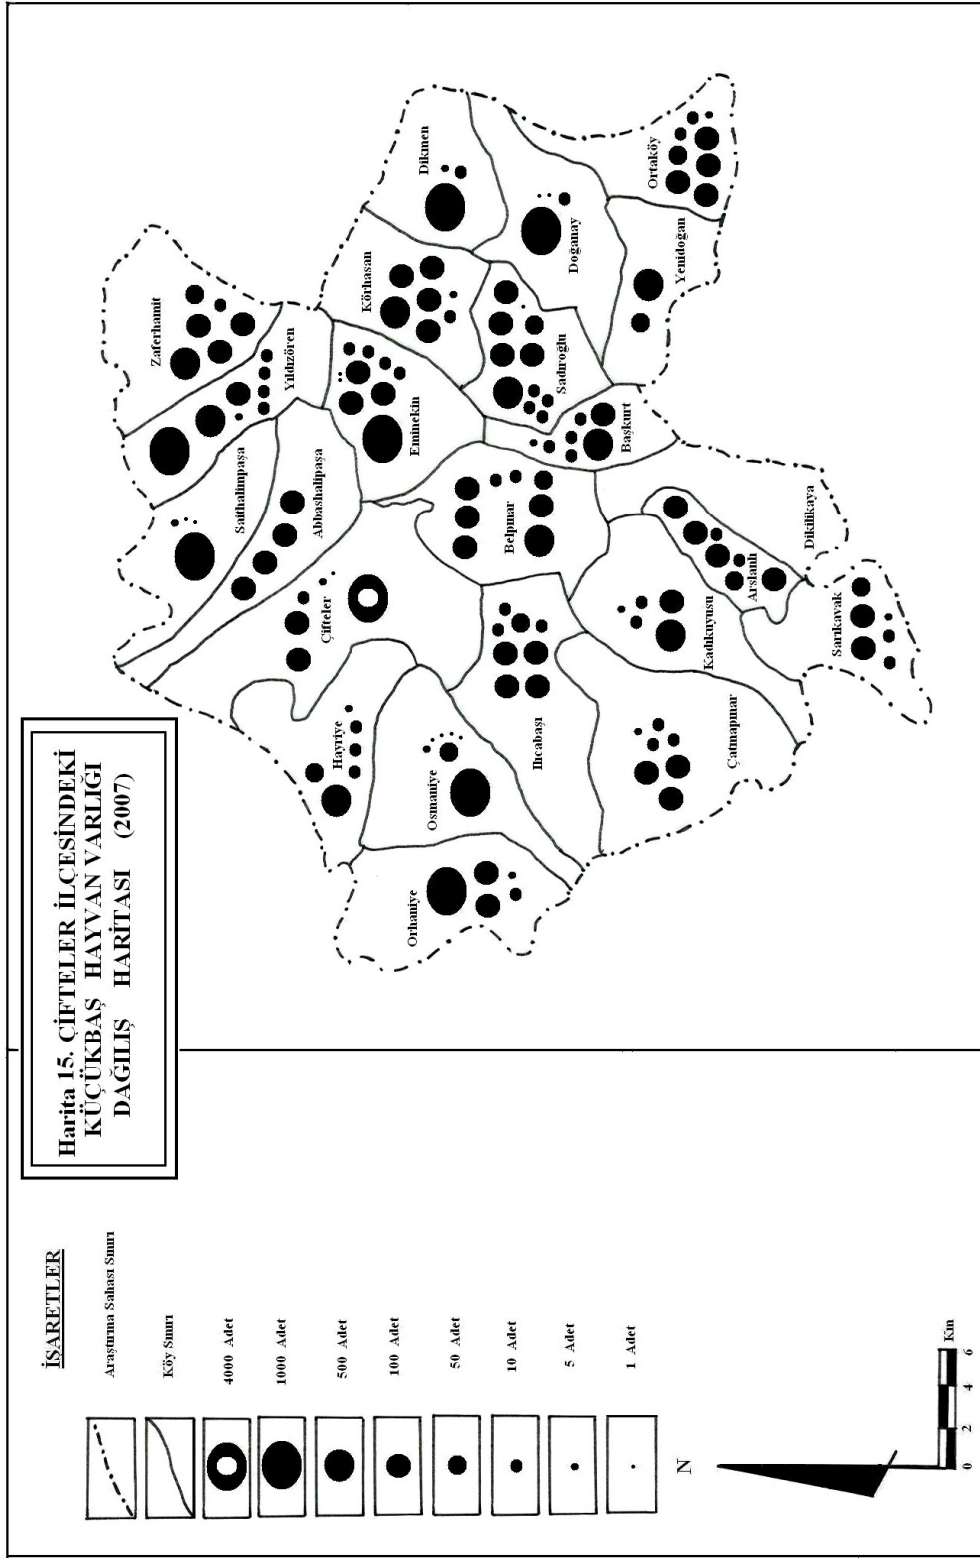 Harita 15. ÇİFTELER İLÇESİNDEKİ
KÜÇÜKBAŞ HAYVAN VARLIĞI
DAĞILIŞ HARİTASI (2007)
İŞARETLER
Araştırma Sahası Sınırı
Köy Sınırı
4000 Adet
1000 Adet
500 Adet
100 Adet
50 Adet
10 Adet
5 Adet
1 Adet
N
0 2 4 6 Km
Zaferhamit
Yıldızören
Saithalimpaşa
Abbashalipaşa
Çifteler
Hayriye
Osmaniye
Orhaniye
Dikmen
Körhasan
Eminekin
Doğanay
Ortaköy
Yenidoğan
Sadıroğlu
Başkurt
Belpınar
Ilıcabaşı
Dikilikaya
Arslanlı
Kadıkuyusu
Çatmapınar
Sarıkavak